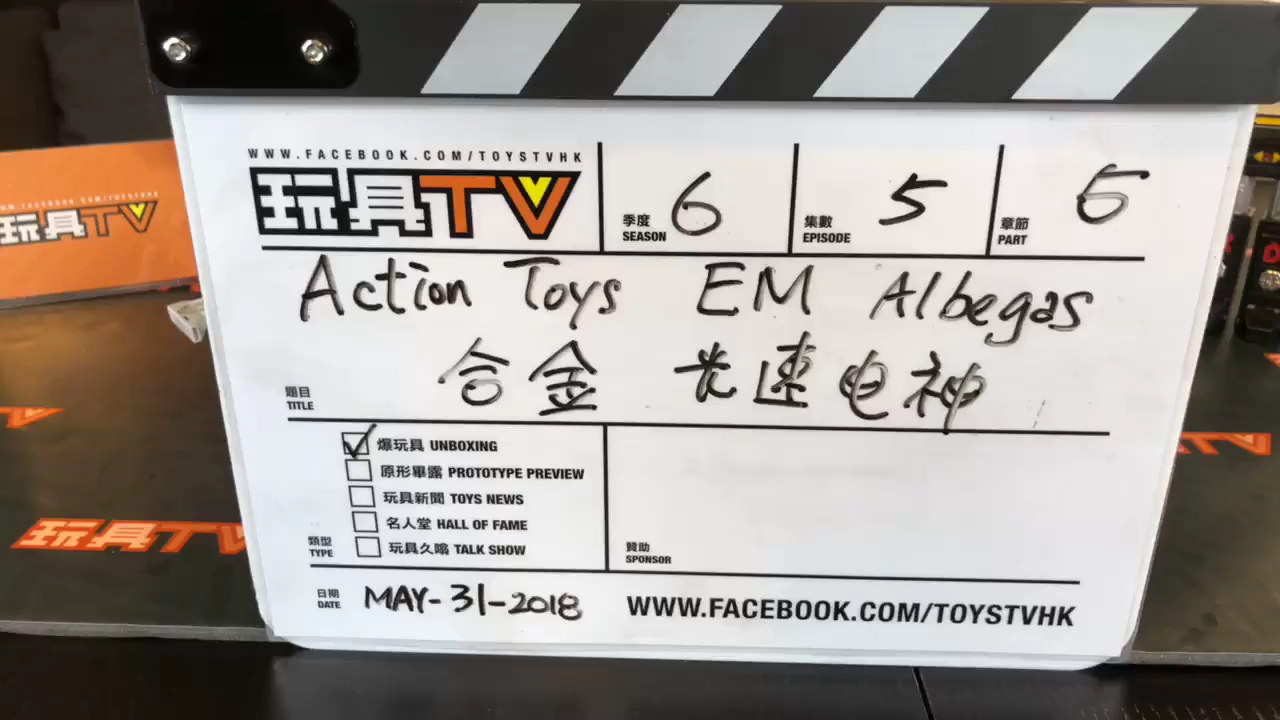 WWW.FACEBOOK.COM/TOYSTVHK
玩具TV
季度 SEASON 6
集數 EPISODE 5
章節 PART 5
Action Toys EM Albegas
合金 光速电神
題目 TITLE
爆玩具 UNBOXING
原形畢露 PROTOTYPE PREVIEW
玩具新聞 TOYS NEWS
名人堂 HALL OF FAME
玩具久噏 TALK SHOW
類型 TYPE
贊助 SPONSOR
日期 DATE MAY-31-2018
WWW.FACEBOOK.COM/TOYSTVHK
玩具TV
玩具TV